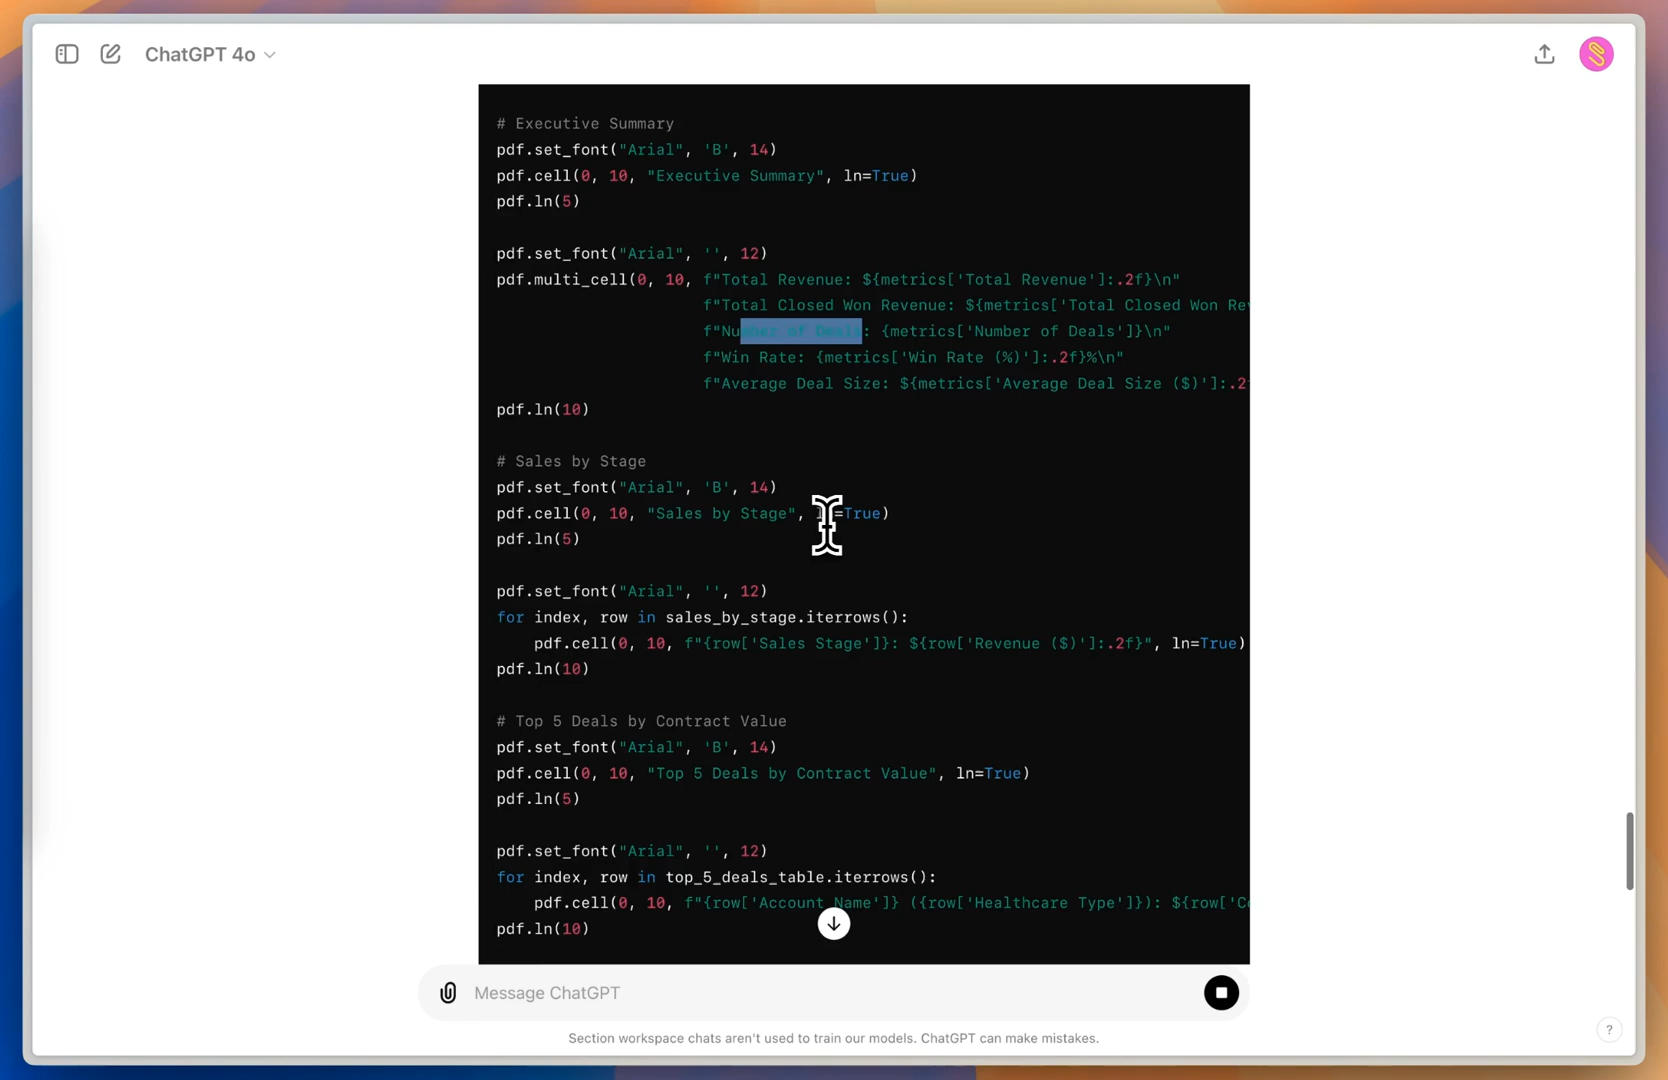 ChatGPT 4o
# Executive Summary
pdf.set_font("Arial", 'B', 14)
pdf.cell(0, 10, "Executive Summary", ln=True)
pdf.ln(5)
pdf.set_font("Arial", '', 12)
pdf.multi_cell(0, 10, f"Total Revenue: ${metrics['Total Revenue']:.2f}\n"
f"Total Closed Won Revenue: ${metrics['Total Closed Won Rev
f"Number of Deals: {metrics['Number of Deals']}\n"
f"Win Rate: {metrics['Win Rate (%)']:.2f}%\n"
f"Average Deal Size: ${metrics['Average Deal Size ($)']:.2
pdf.ln(10)
# Sales by Stage
pdf.set_font("Arial", 'B', 14)
pdf.cell(0, 10, "Sales by Stage", ln=True)
pdf.ln(5)
pdf.set_font("Arial", '', 12)
for index, row in sales_by_stage.iterrows():
pdf.cell(0, 10, f"{row['Sales Stage']}: ${row['Revenue ($)']:.2f}", ln=True)
pdf.ln(10)
# Top 5 Deals by Contract Value
pdf.set_font("Arial", 'B', 14)
pdf.cell(0, 10, "Top 5 Deals by Contract Value", ln=True)
pdf.ln(5)
pdf.set_font("Arial", '', 12)
for index, row in top_5_deals_table.iterrows():
pdf.cell(0, 10, f"{row['Account Name']} ({row['Healthcare Type']}): ${row['Co
pdf.ln(10)
Message ChatGPT
Section workspace chats aren't used to train our models. ChatGPT can make mistakes.
?